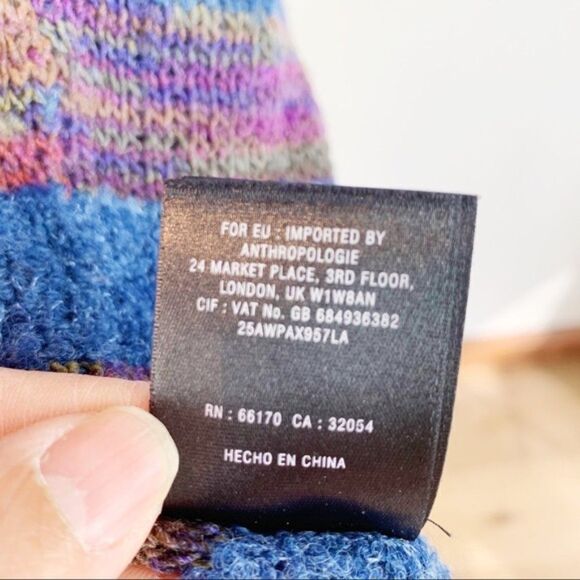 FOR EU : IMPORTED BY
ANTHROPOLOGIE
24 MARKET PLACE, 3RD FLOOR,
LONDON, UK W1W8AN
CIF : VAT No. GB 684936382
25AWPAX957LA
RN : 66170 CA : 32054
HECHO EN CHINA